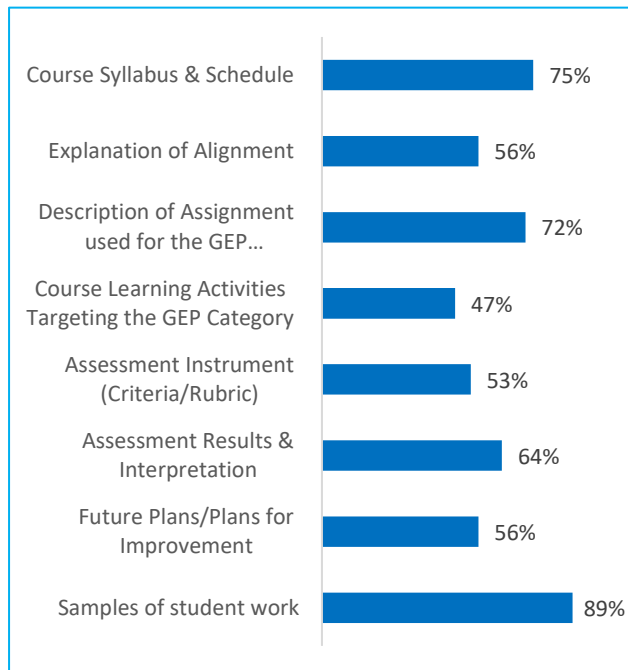 Course Syllabus & Schedule
75%
Explanation of Alignment
56%
Description of Assignment
used for the GEP...
72%
Course Learning Activities
Targeting the GEP Category
47%
Assessment Instrument
(Criteria/Rubric)
53%
Assessment Results &
Interpretation
64%
Future Plans/Plans for
Improvement
56%
Samples of student work
89%